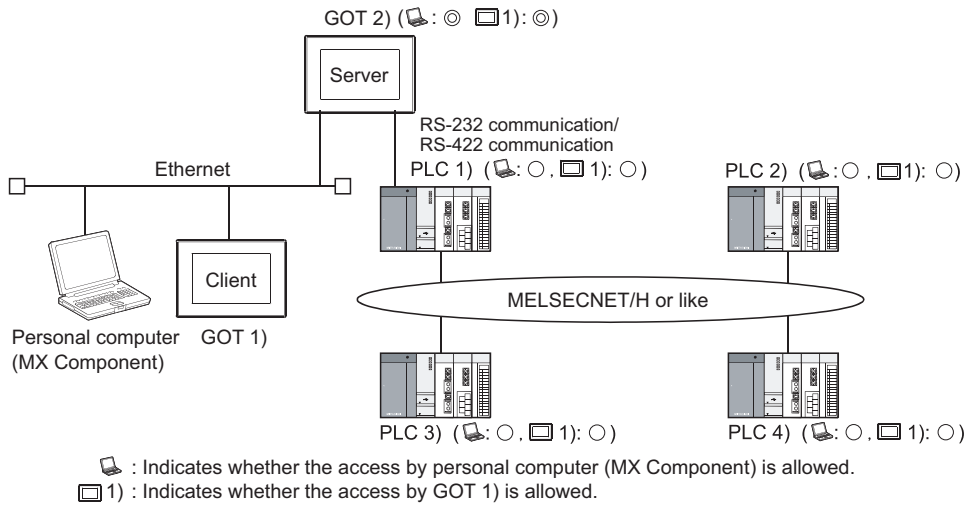 GOT 2) ( : ◎ 1): ◎)
Server
RS-232 communication/
RS-422 communication
Ethernet
PLC 1) ( : ○ , 1): ○ )
PLC 2) ( : ○ , 1): ○)
Client
MELSECNET/H or like
Personal computer
(MX Component)
GOT 1)
PLC 3) ( : ○ , 1): ○ )
PLC 4) ( : ○ , 1): ○ )
: Indicates whether the access by personal computer (MX Component) is allowed.
1) : Indicates whether the access by GOT 1) is allowed.